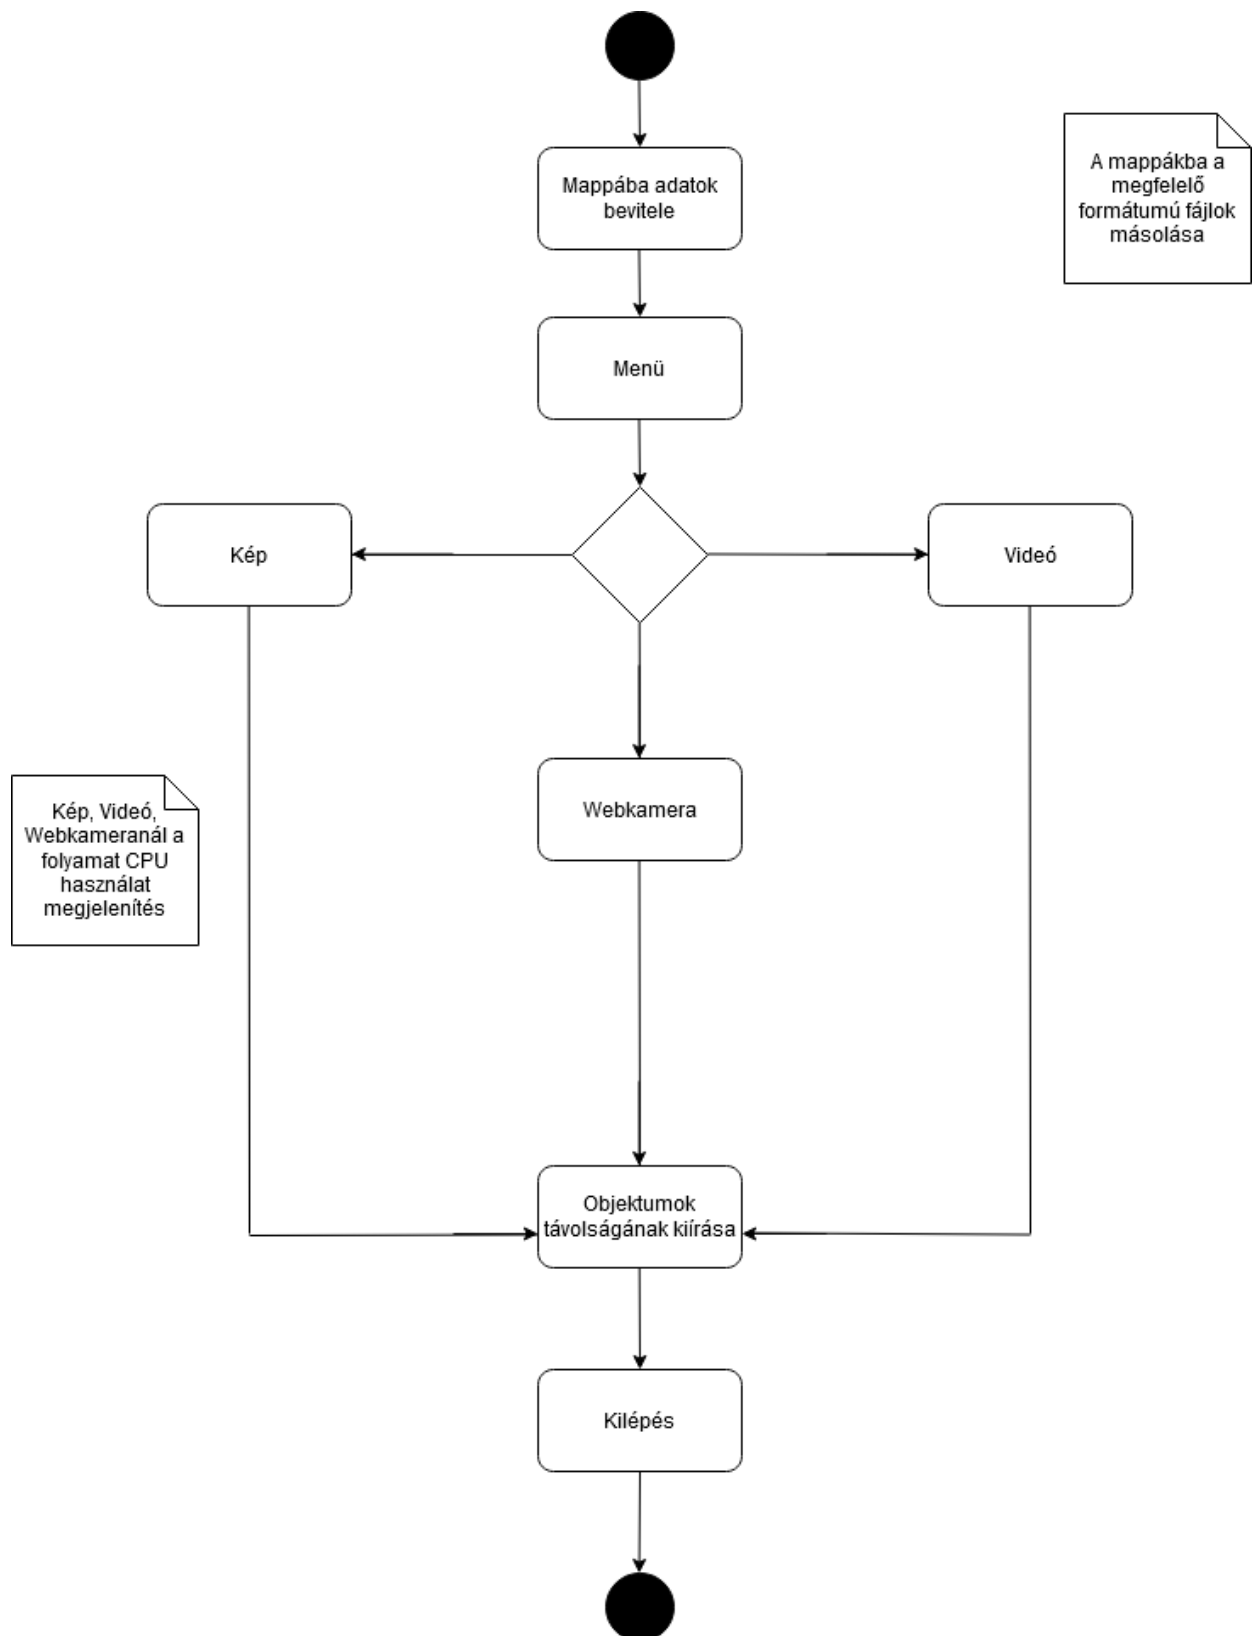 Mappába adatok
bevitele
A mappákba a
megfelelő
formátumú fájlok
másolása
Menü
Kép
Videó
Kép, Videó,
Webkameranál a
folyamat CPU
használat
megjelenítés
Webkamera
Objektumok
távolságának kiírása
Kilépés